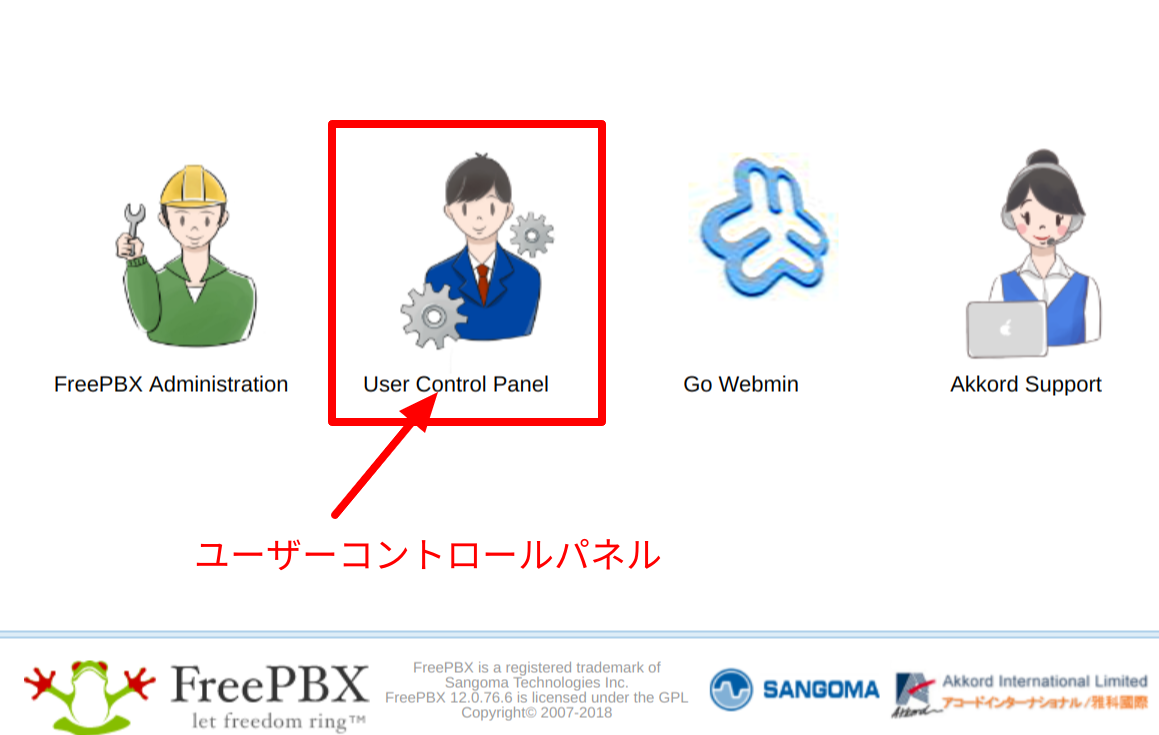 FreePBX Administration
User Control Panel
Go Webmin
Akkord Support
ユーザーコントロールパネル
FreePBX
let freedom ring™
FreePBX is a registered trademark of
Sangoma Technologies Inc.
FreePBX 12.0.76.6 is licensed under the GPL
Copyright© 2007-2018
SANGOMA
Akkord
Akkord International Limited
アコードインターナショナル/雅科國際